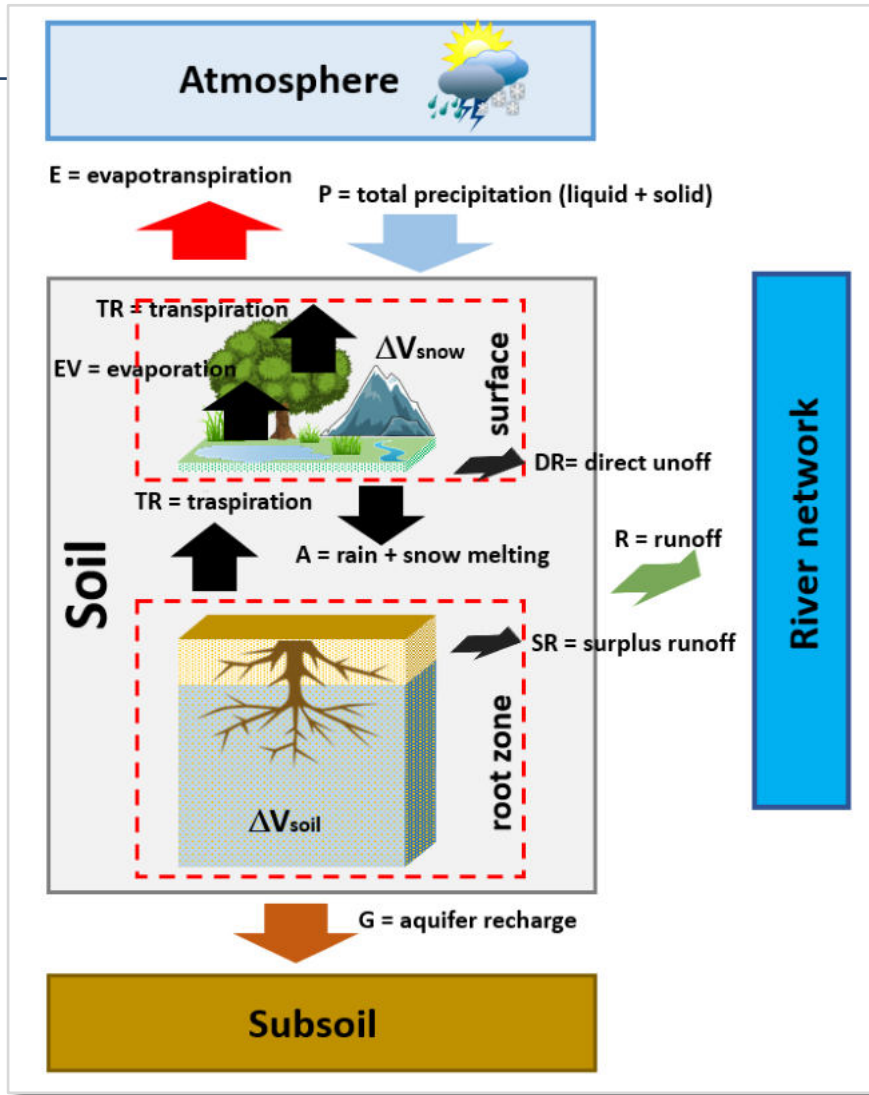 Atmosphere
E = evapotranspiration
P = total precipitation (liquid + solid)
TR = transpiration
ΔVsnow
EV = evaporation
surface
DR= direct unoff
TR = traspiration
A = rain + snow melting
R = runoff
Soil
River network
SR = surplus runoff
root zone
ΔVsoil
G = aquifer recharge
Subsoil